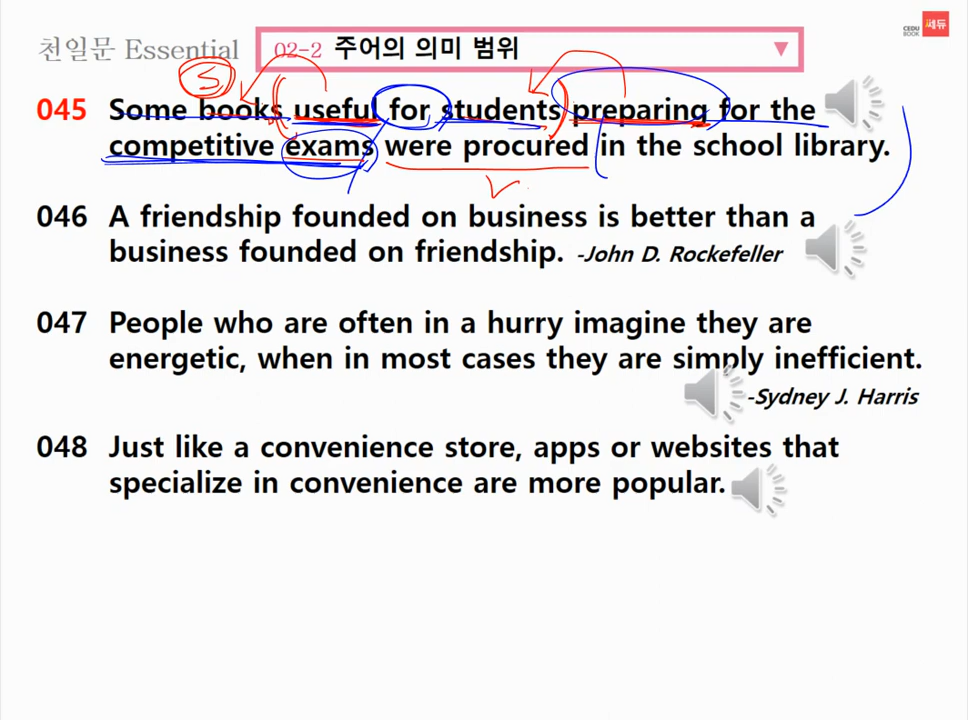 천일문 Essential
02-2 주어의 의미 범위
CEDU BOOK 쎄듀
S
045 Some books useful for students preparing for the
competitive exams were procured in the school library.
V
046 A friendship founded on business is better than a
business founded on friendship. -John D. Rockefeller
047 People who are often in a hurry imagine they are
energetic, when in most cases they are simply inefficient.
-Sydney J. Harris
048 Just like a convenience store, apps or websites that
specialize in convenience are more popular.